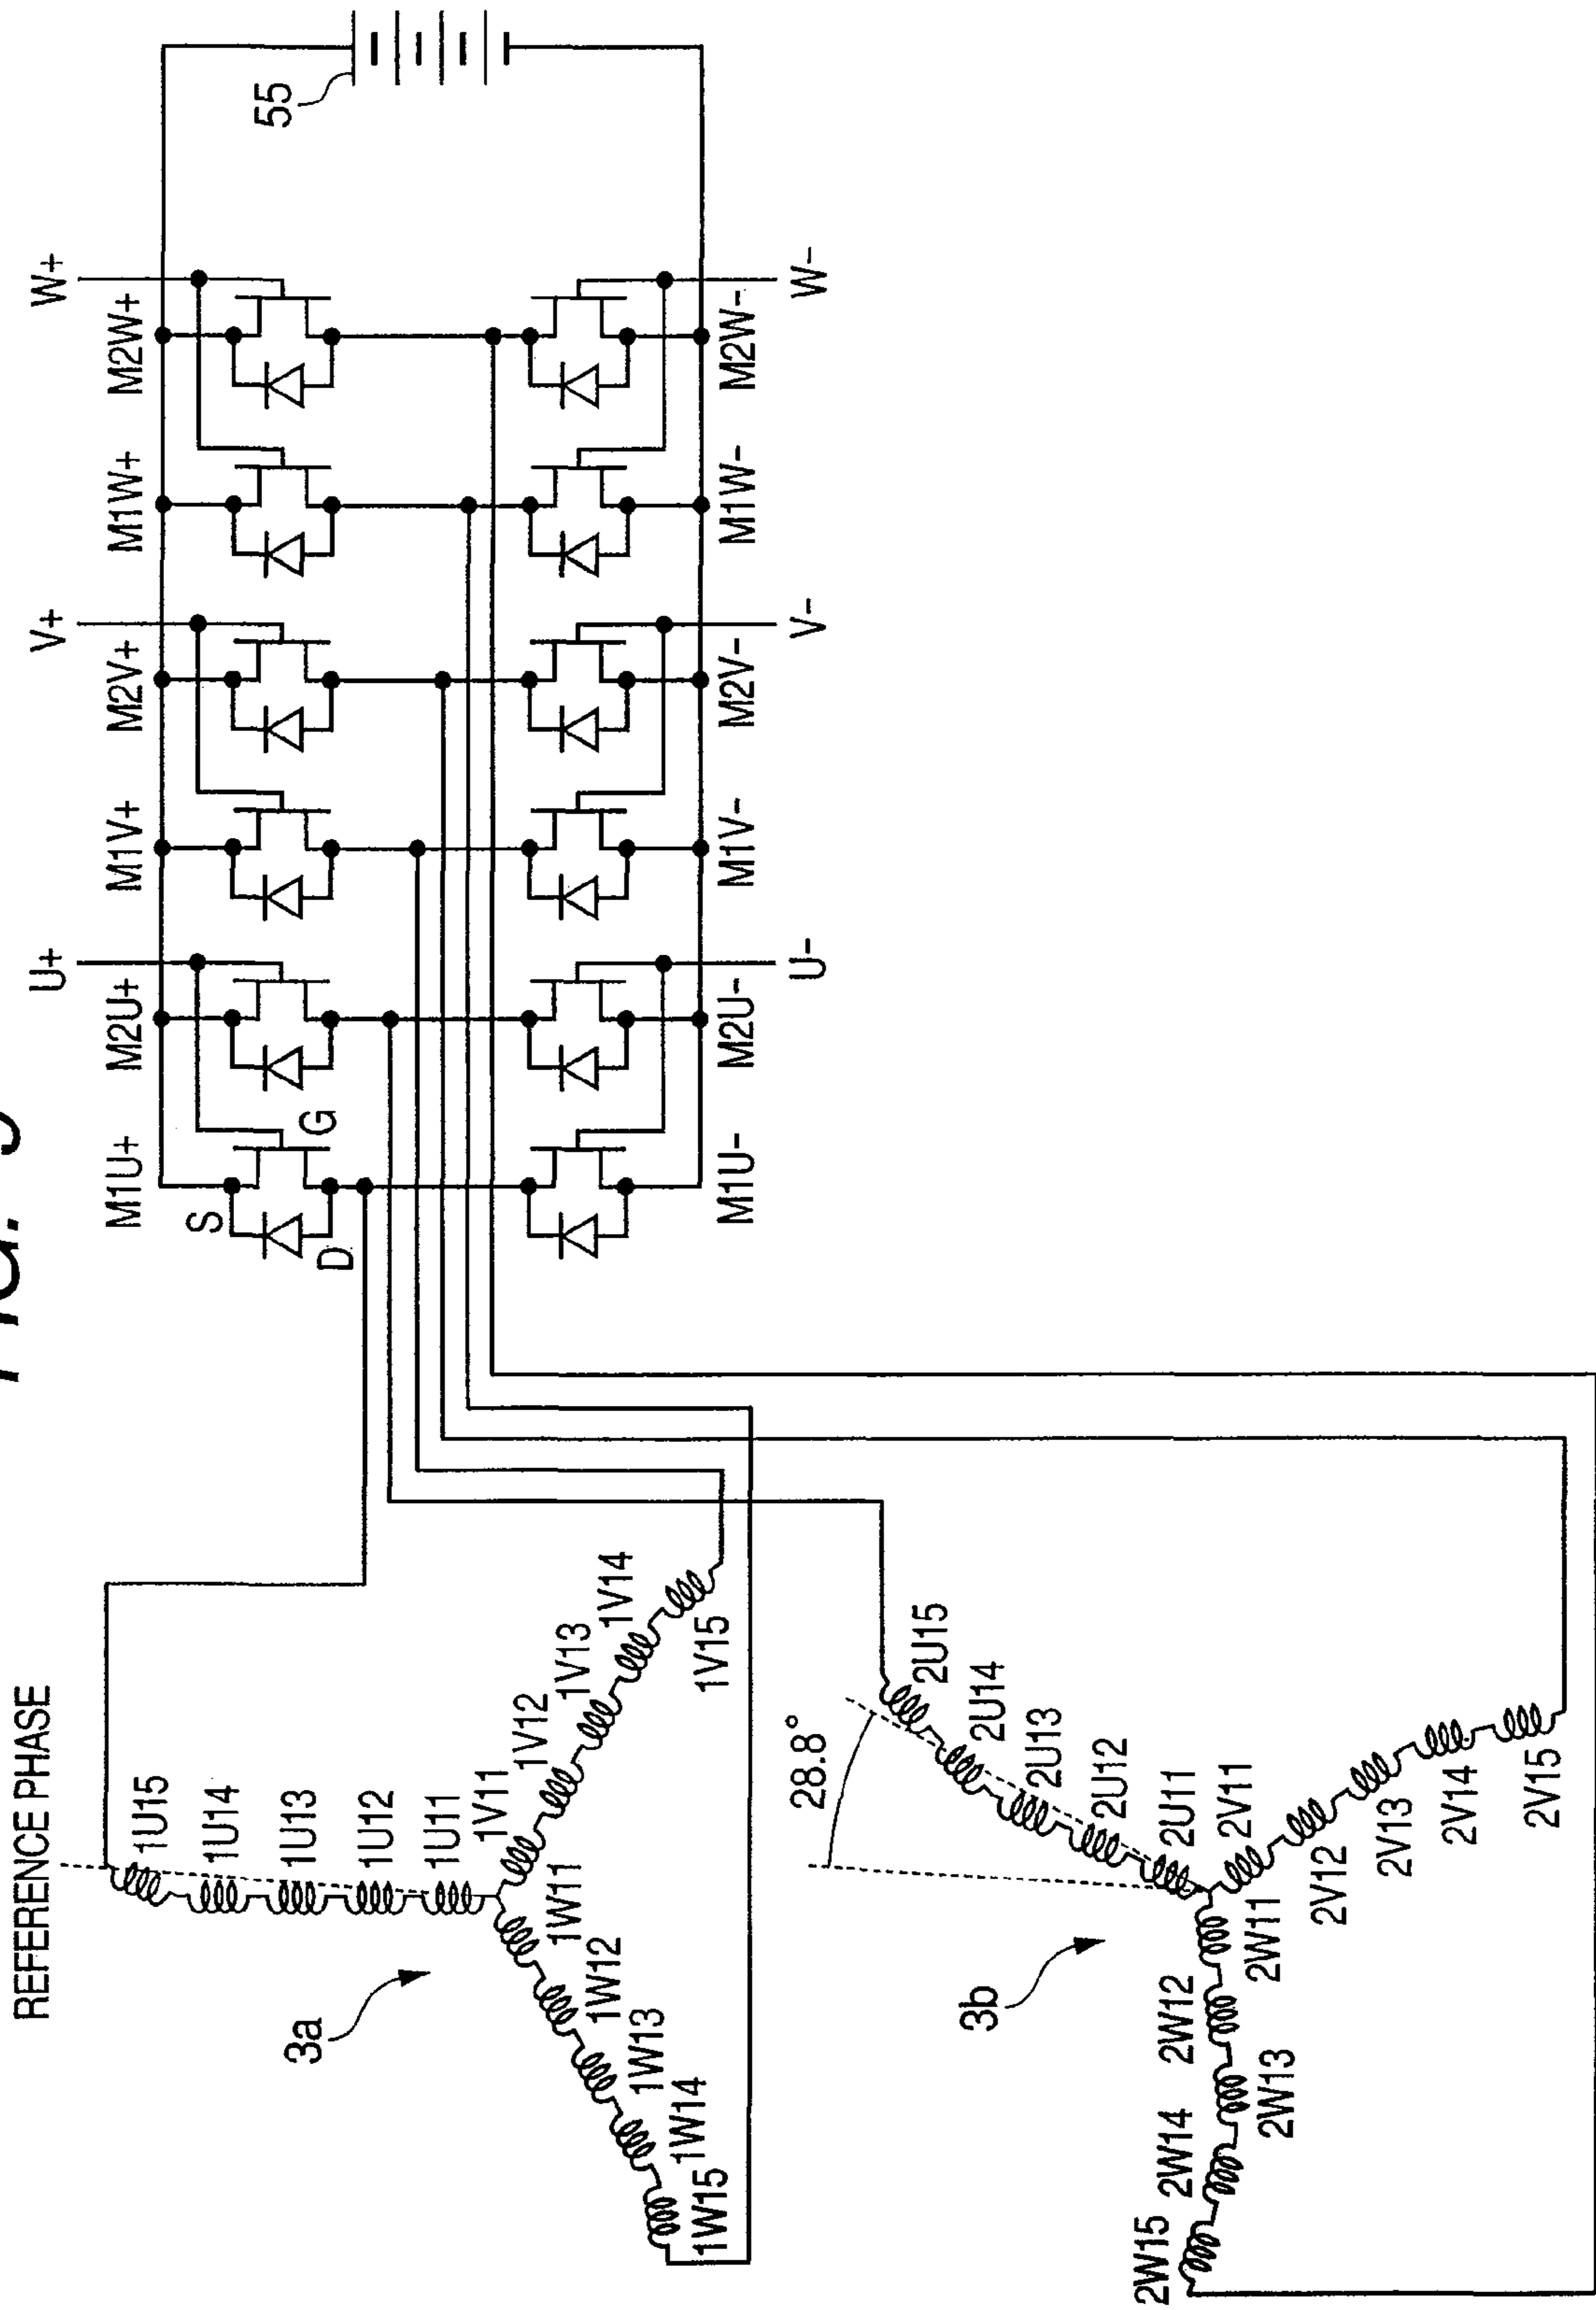 REFERENCE PHASE
1U15
1U14
1U13
1U12
1U11
1V11
1V12
1V13
1V14
1V15
1W11
1W12
1W13
1W14
1W15
3a
28.8°
2U15
2U14
2U13
2U12
2U11
2V11
2V12
2V13
2V14
2V15
2W11
2W12
2W13
2W14
2W15
3b
U+
V+
W+
M1U+
M2U+
M1V+
M2V+
M1W+
M2W+
S
G
D
55
M1U-
M2U-
M1V-
M2V-
M1W-
M2W-
U-
V-
W-